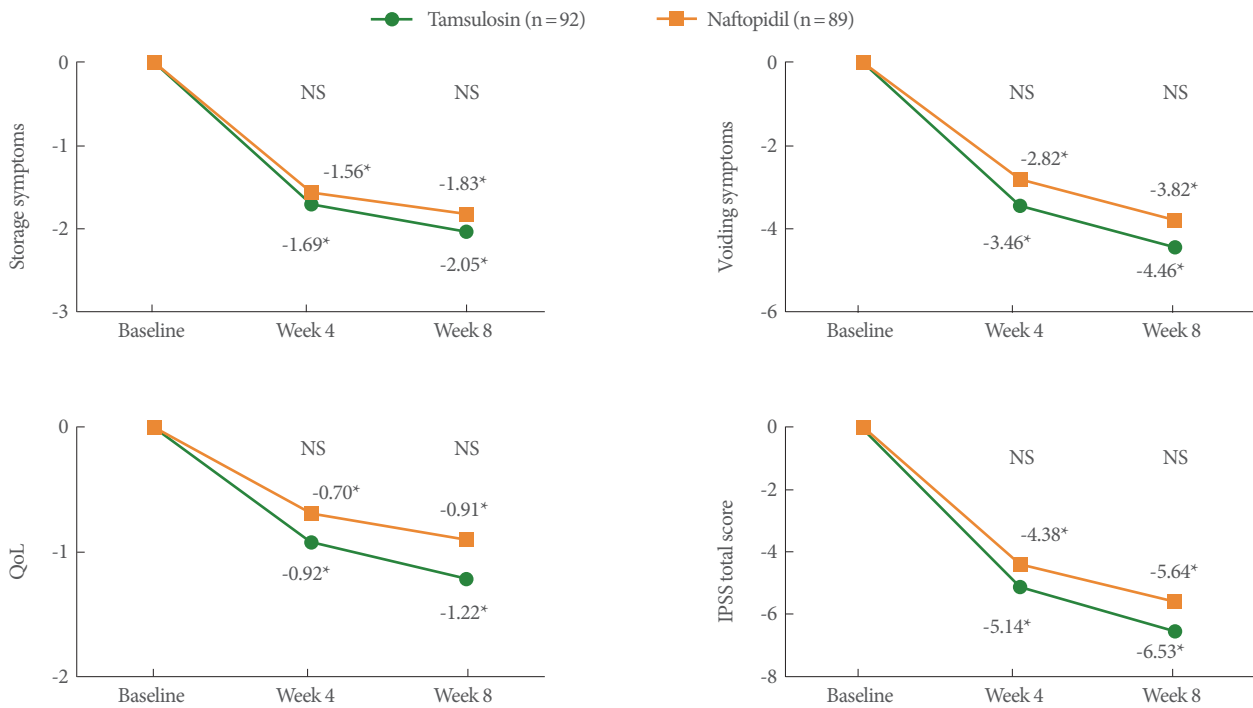 Tamsulosin (n=92)
Naftopidil (n=89)
Storage symptoms
0
-1
-2
-3
NS
NS
-1.56*
-1.83*
-1.69*
-2.05*
Baseline
Week 4
Week 8
Voiding symptoms
0
-2
-4
-6
NS
NS
-2.82*
-3.82*
-3.46*
-4.46*
Baseline
Week 4
Week 8
QoL
0
-1
-2
NS
NS
-0.70*
-0.91*
-0.92*
-1.22*
Baseline
Week 4
Week 8
IPSS total score
0
-2
-4
-6
-8
NS
NS
-4.38*
-5.64*
-5.14*
-6.53*
Baseline
Week 4
Week 8